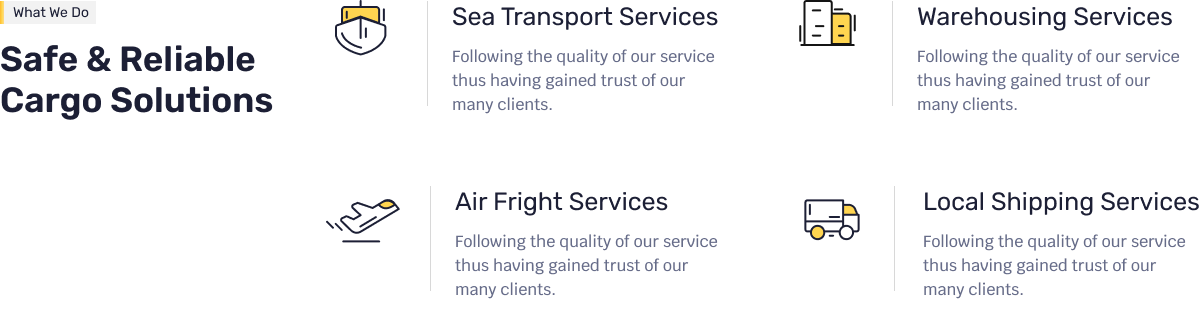 What We Do
Safe & Reliable
Cargo Solutions
Sea Transport Services
Following the quality of our service
thus having gained trust of our
many clients.
Warehousing Services
Following the quality of our service
thus having gained trust of our
many clients.
Air Fright Services
Following the quality of our service
thus having gained trust of our
many clients.
Local Shipping Services
Following the quality of our service
thus having gained trust of our
many clients.